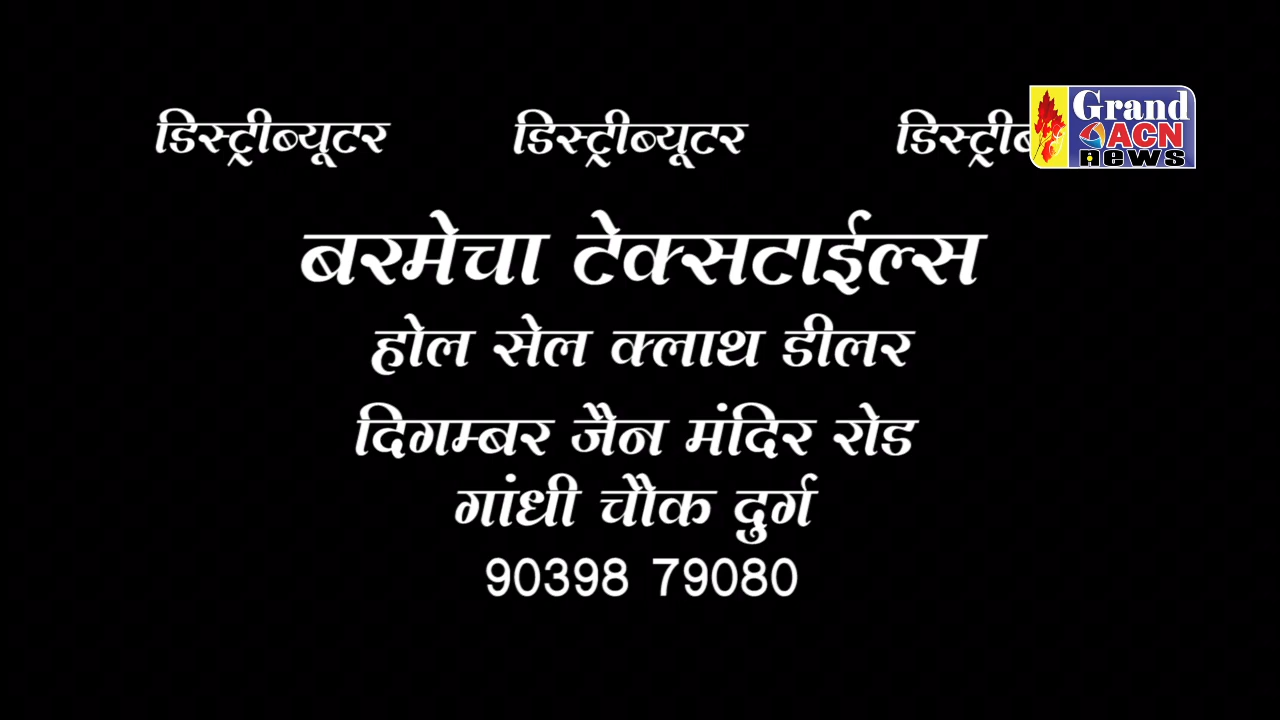 डिस्ट्रीब्यूटर डिस्ट्रीब्यूटर
Grand
ACN
news
बरमेचा टेक्सटाईल्स
होल सेल क्लाथ डीलर
दिगम्बर जैन मंदिर रोड
गांधी चौक दुर्ग
90398 79080